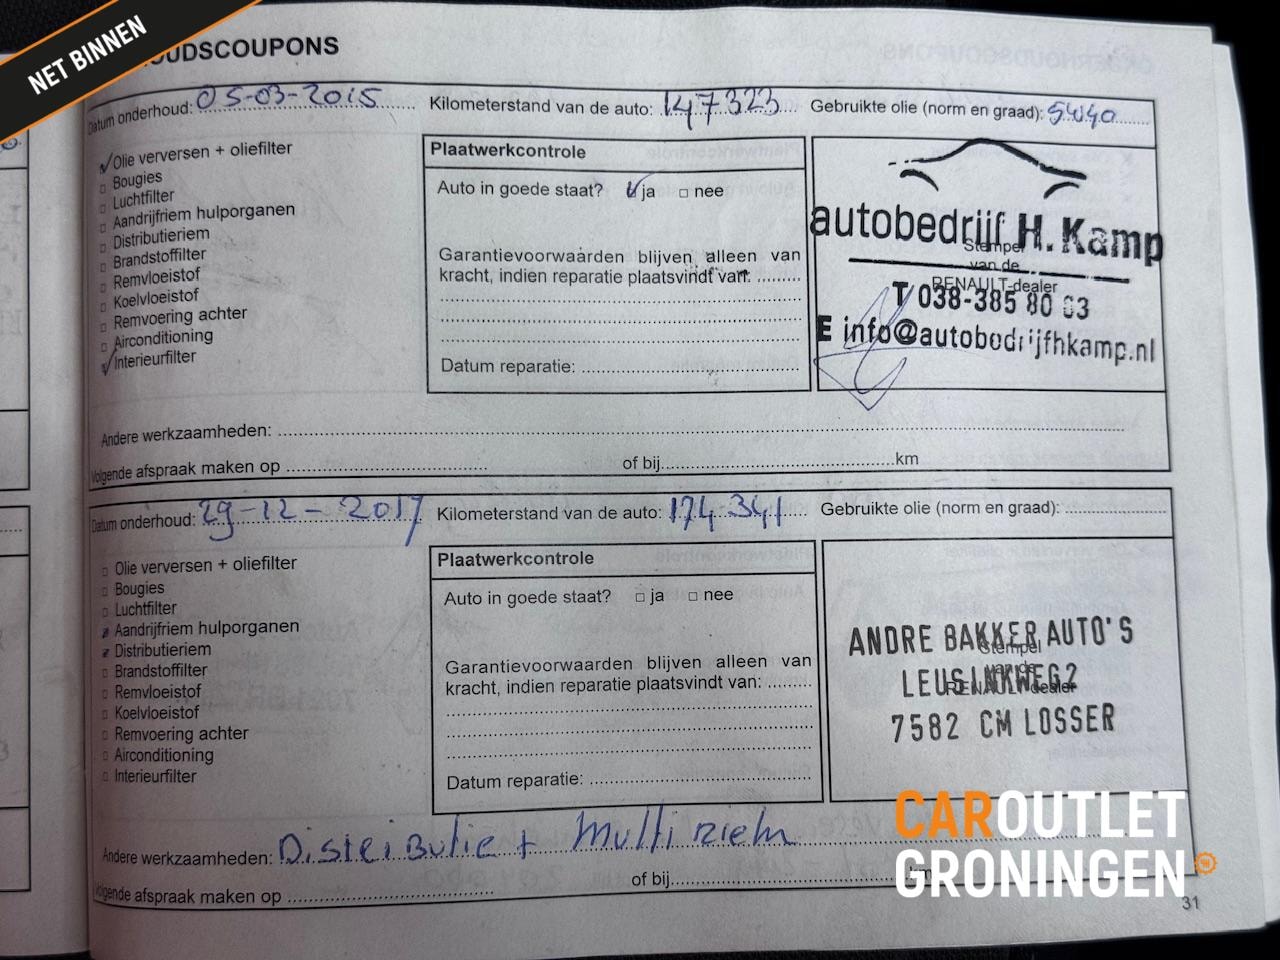 NET BINNEN
OUDSCOUPONS
Datum onderhoud: 05-03-2015 Kilometerstand van de auto: 147323 Gebruikte olie (norm en graad): 5W40
Olie verversen + oliefilter
Bougies
Luchtfilter
Aandrijfriem hulporganen
Distributieriem
Brandstoffilter
Remvloeistof
Koelvloeistof
Remvoering achter
Airconditioning
Interieurfilter
Plaatwerkcontrole
Auto in goede staat? ja nee
Garantievoorwaarden blijven alleen van
kracht, indien reparatie plaatsvindt van:
Datum reparatie:
autobedrijf H. Kamp
Stempel
van de
RENAULT-dealer
T 038-385 80 63
E info@autobedrijfhkamp.nl
Andere werkzaamheden:
Volgende afspraak maken op of bij km
Datum onderhoud: 29-12-2017 Kilometerstand van de auto: 174341 Gebruikte olie (norm en graad):
Olie verversen + oliefilter
Bougies
Luchtfilter
Aandrijfriem hulporganen
Distributieriem
Brandstoffilter
Remvloeistof
Koelvloeistof
Remvoering achter
Airconditioning
Interieurfilter
Plaatwerkcontrole
Auto in goede staat? ja nee
Garantievoorwaarden blijven alleen van
kracht, indien reparatie plaatsvindt van:
Datum reparatie:
ANDRE BAKKER AUTO'S
Stempel
van de
LEUSINKWEG 2
RENAULT-dealer
7582 CM LOSSER
Andere werkzaamheden: Distributie + Multi riem
Volgende afspraak maken op of bij km
CAROUTLET
GRONINGEN
31